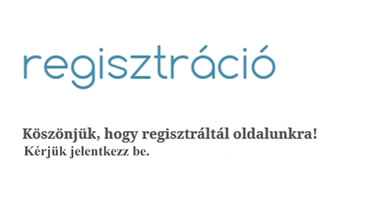 regisztráció
Köszönjük, hogy regisztráltál oldalunkra!
Kérjük jelentkezz be.